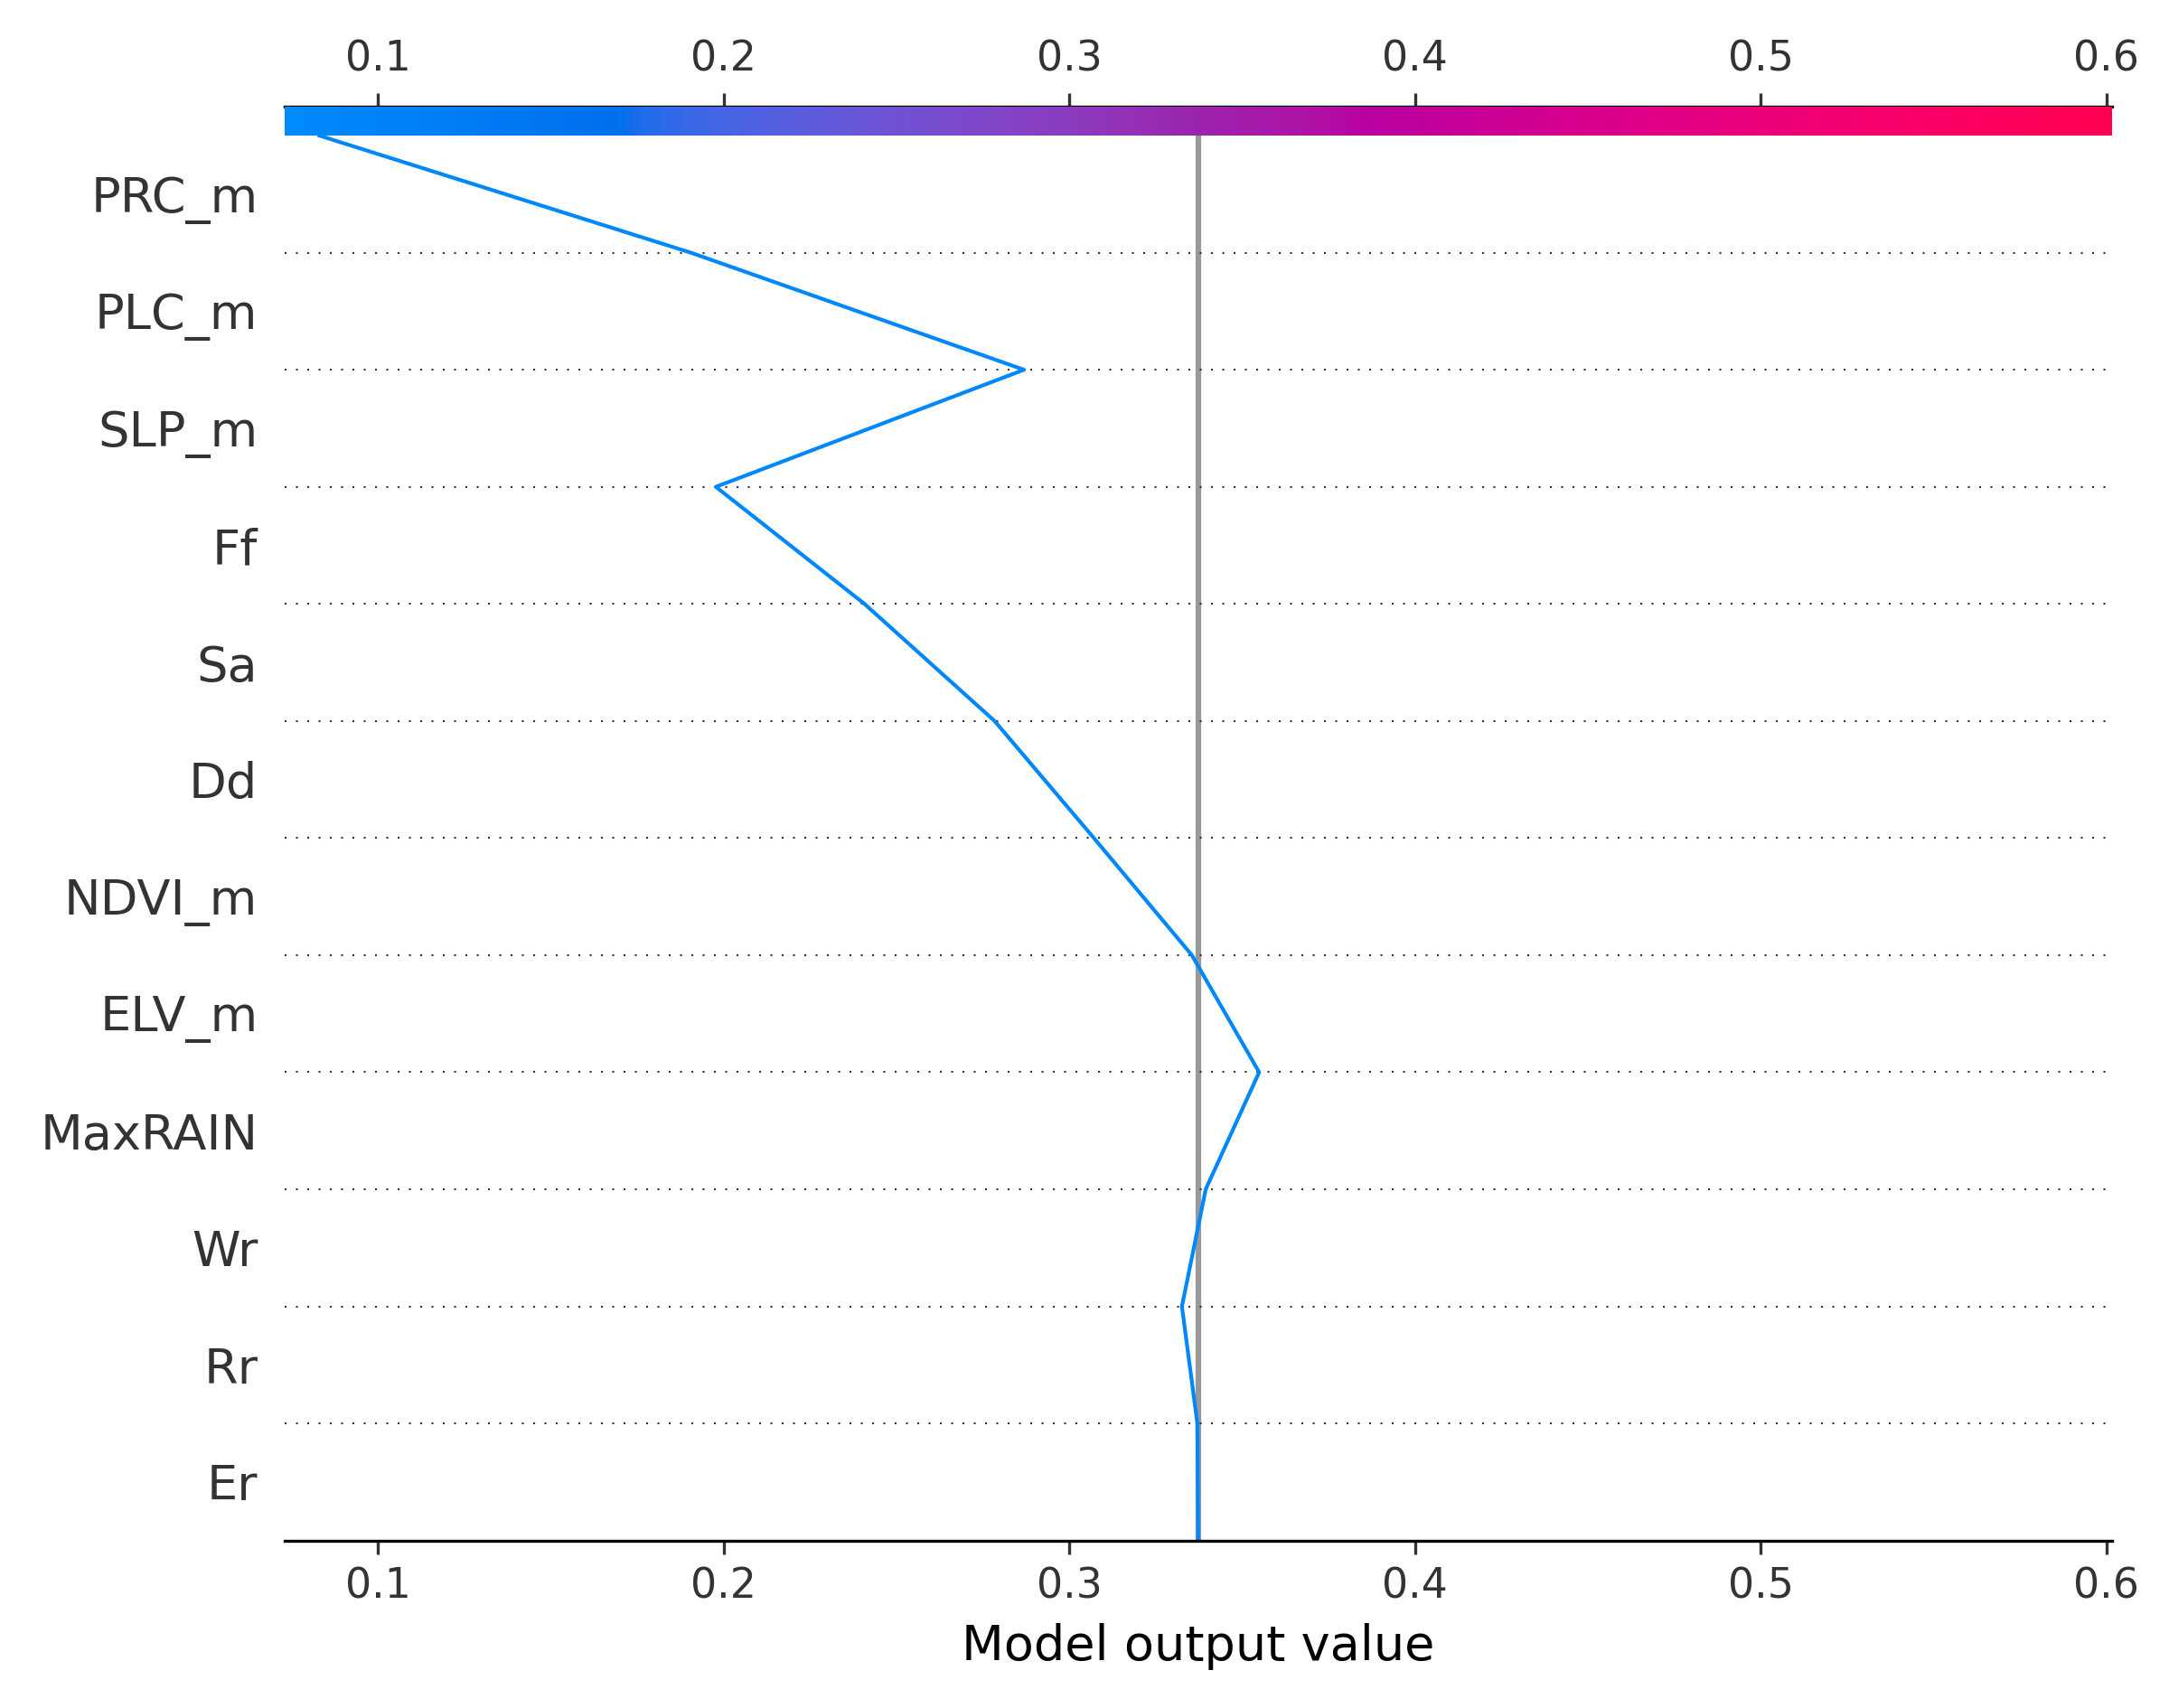 0.1 0.2 0.3 0.4 0.5 0.6
PRC_m
PLC_m
SLP_m
Ff
Sa
Dd
NDVI_m
ELV_m
MaxRAIN
Wr
Rr
Er
0.1 0.2 0.3 0.4 0.5 0.6
Model output value